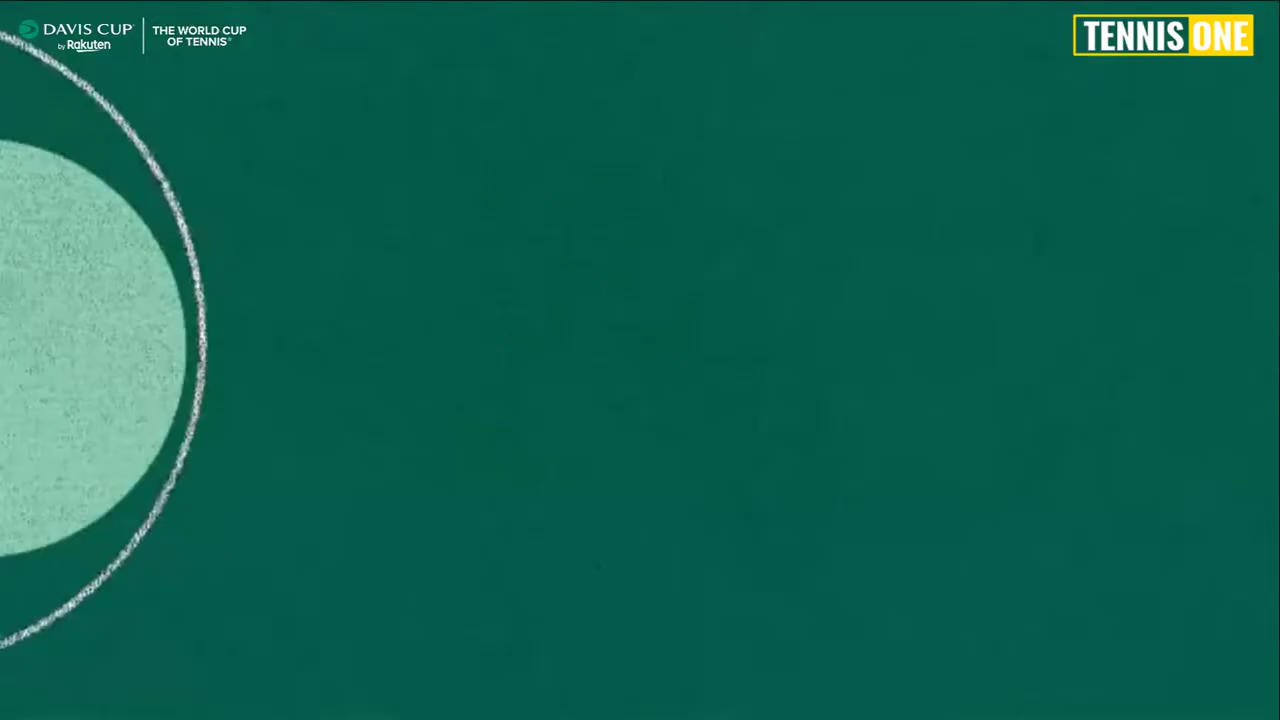 DAVIS CUP
by Rakuten
THE WORLD CUP
OF TENNIS®
TENNIS ONE